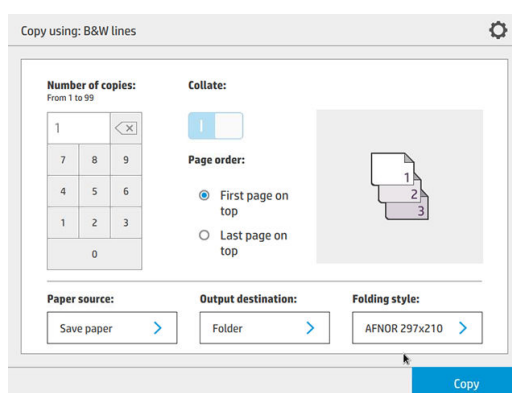 Copy using: B&W lines
Number of copies:
From 1 to 99
1
7 8 9
4 5 6
1 2 3
0
Collate:
Page order:
First page on
top
Last page on
top
1
2
3
Paper source:
Save paper
Output destination:
Folder
Folding style:
AFNOR 297x210
Copy